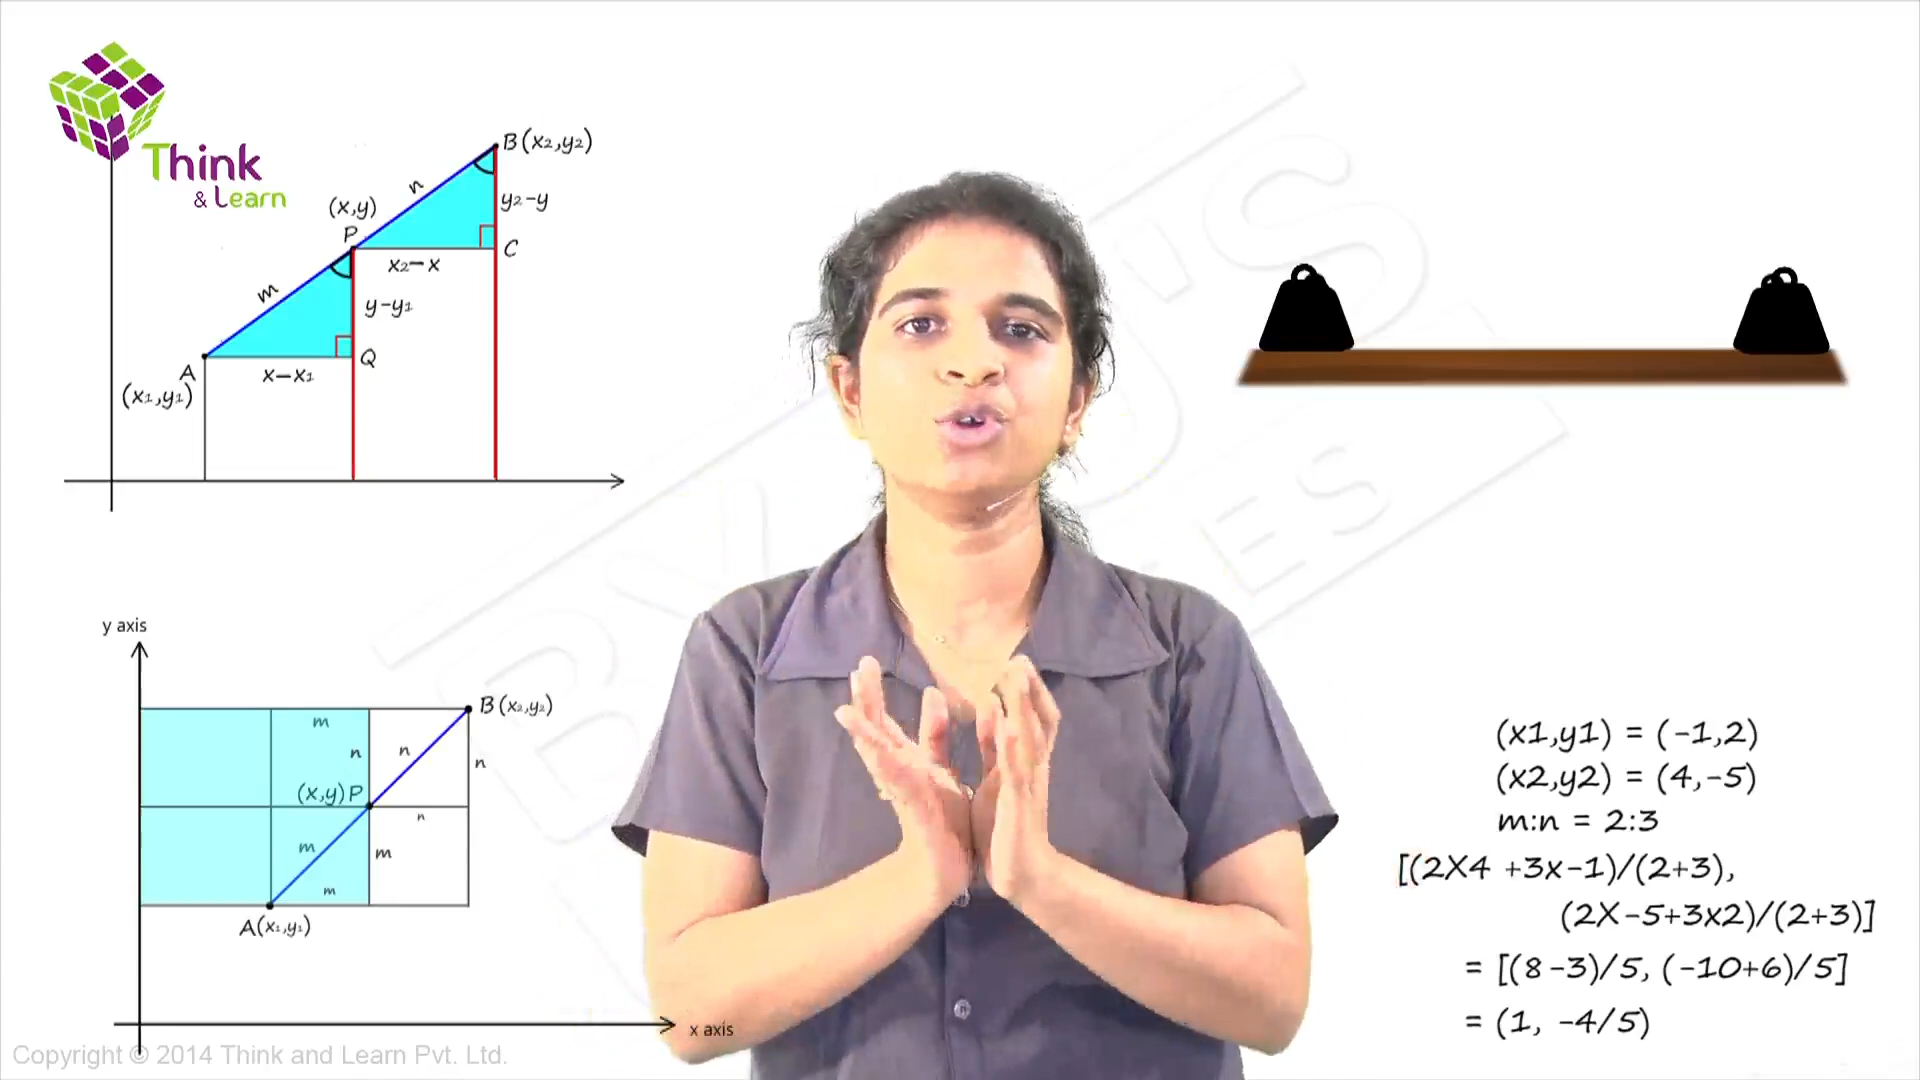 Think
& Learn
B(x2,y2)
n
y2-y
(x,y)
P
C
x2-x
m
y-y1
A
Q
x-x1
(x1,y1)
BYJU'S
CLASSES
y axis
B(x2,y2)
m
n
n
n
(x,y)P
n
m
m
m
A(x1,y1)
x axis
(x1,y1) = (-1,2)
(x2,y2) = (4,-5)
m:n = 2:3
[(2X4 +3x-1)/(2+3),
(2X-5+3x2)/(2+3)]
= [(8-3)/5, (-10+6)/5]
= (1, -4/5)
Copyright © 2014 Think and Learn Pvt. Ltd.